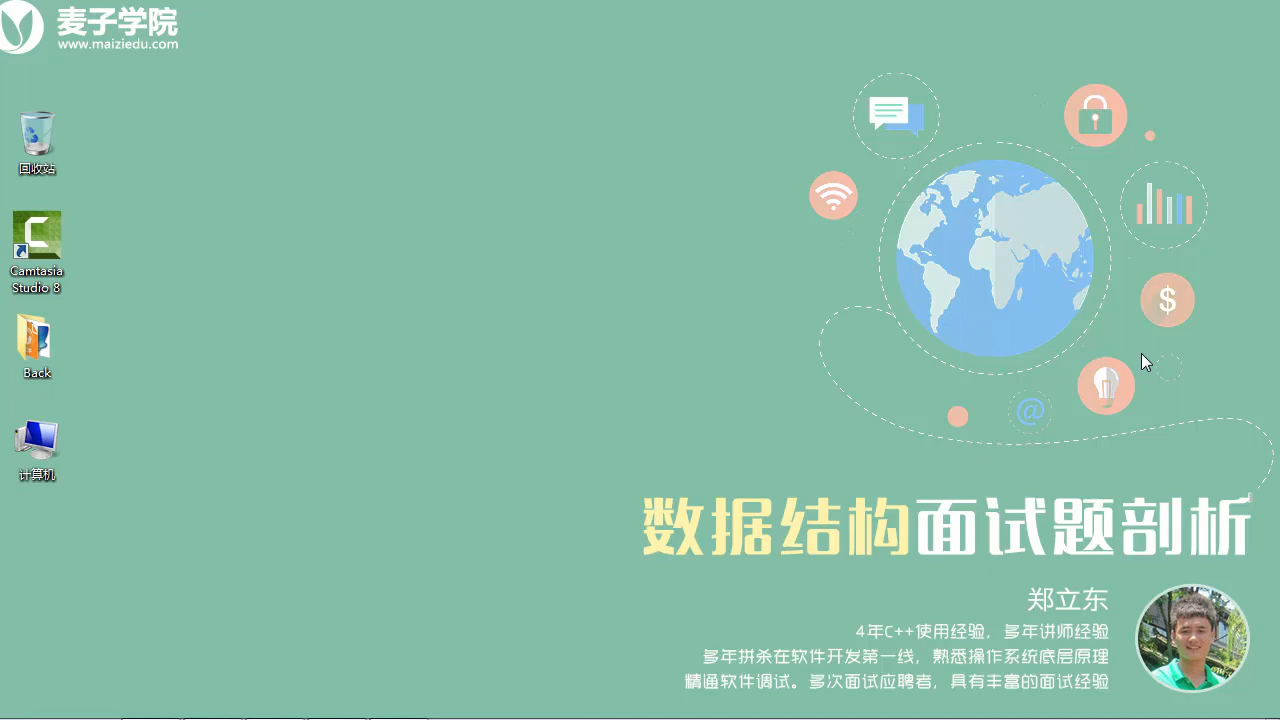 麦子学院
www.maiziedu.com
回收站
Camtasia
Studio 8
Back
计算机
$
@
数据结构面试题剖析
郑立东
4年C++使用经验，多年讲师经验
多年拼杀在软件开发第一线，熟悉操作系统底层原理
精通软件调试。多次面试应聘者，具有丰富的面试经验